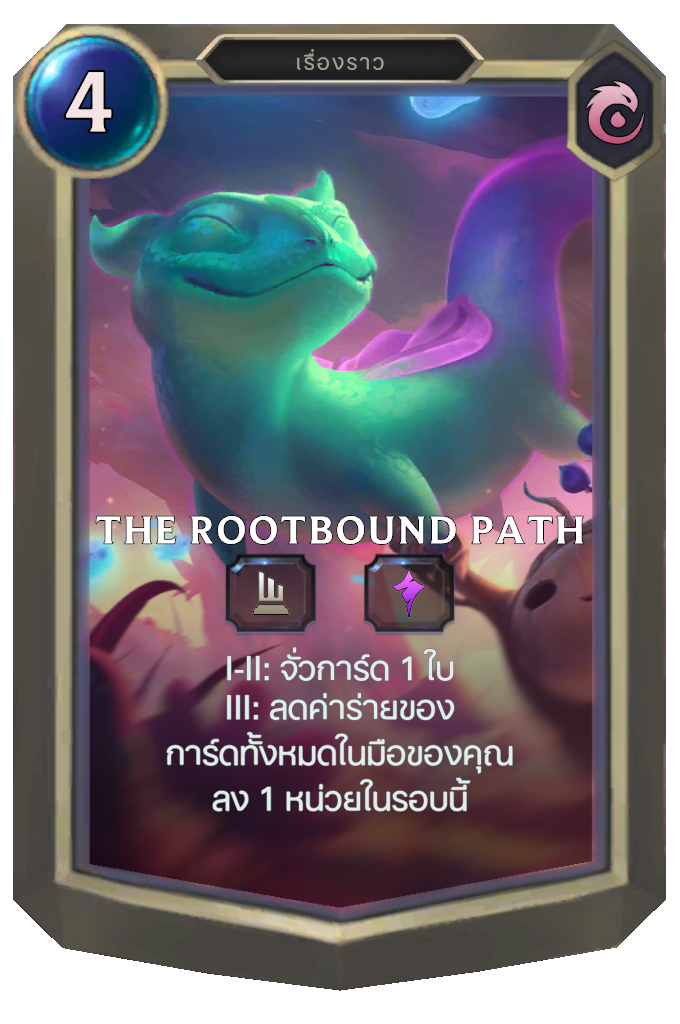 เรื่องราว
4
THE ROOTBOUND PATH
I-II: จั่วการ์ด 1 ใบ
III: ลดค่าร่ายของ
การ์ดทั้งหมดในมือของคุณ
ลง 1 หน่วยในรอบนี้